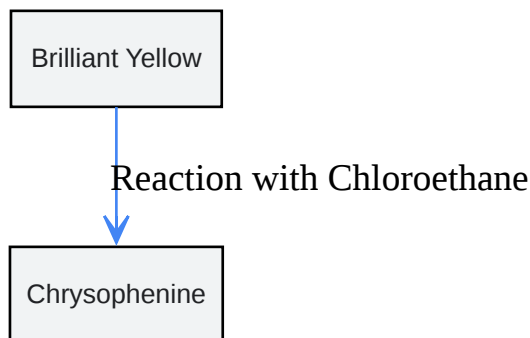 Brilliant Yellow
Reaction with Chloroethane
Chrysophenine